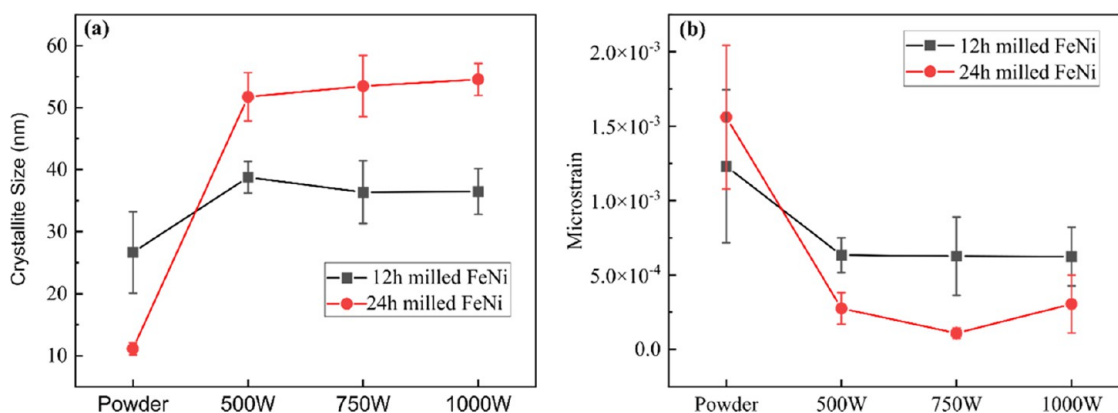 (a)
60
50
40
30
20
10
Crystallite Size (nm)
12h milled FeNi
24h milled FeNi
Powder 500W 750W 1000W
(b)
2.0×10⁻³
1.5×10⁻³
1.0×10⁻³
5.0×10⁻⁴
0.0
Microstrain
12h milled FeNi
24h milled FeNi
Powder 500W 750W 1000W